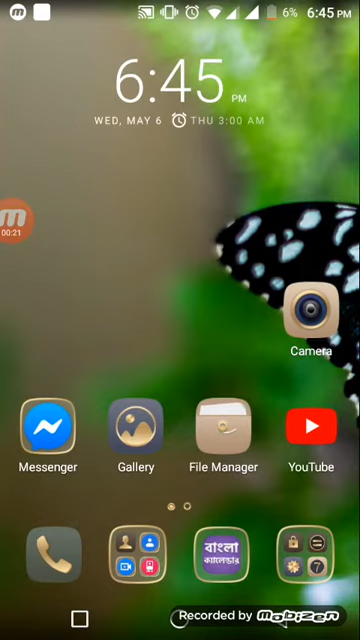 6% 6:45 PM
6:45 PM
WED, MAY 6 THU 3:00 AM
00:21
Camera
Messenger
Gallery
File Manager
YouTube
বাংলা
ক্যালেন্ডার
7
Recorded by MOBIZEN